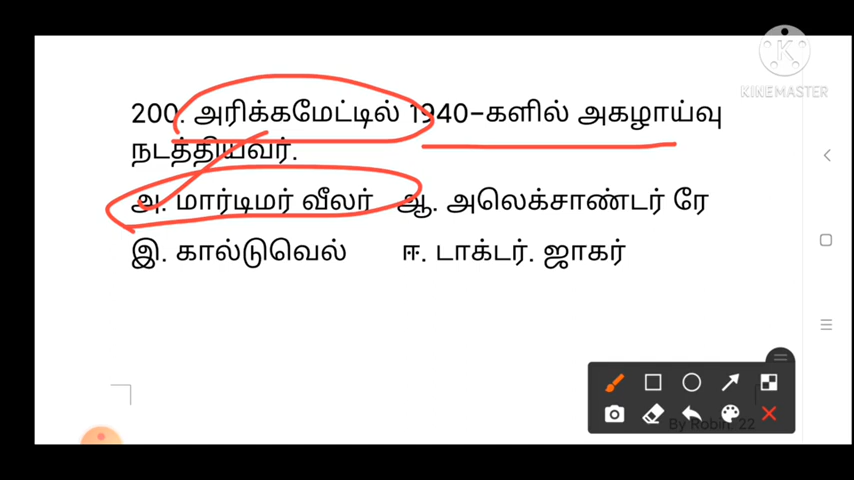 KINEMASTER
200. அரிக்கமேட்டில் 1940-களில் அகழாய்வு
நடத்தியவர்.
அ. மார்டிமர் வீலர் ஆ. அலெக்சாண்டர் ரே
இ. கால்டுவெல் ஈ. டாக்டர். ஜாகர்
By Robin 22